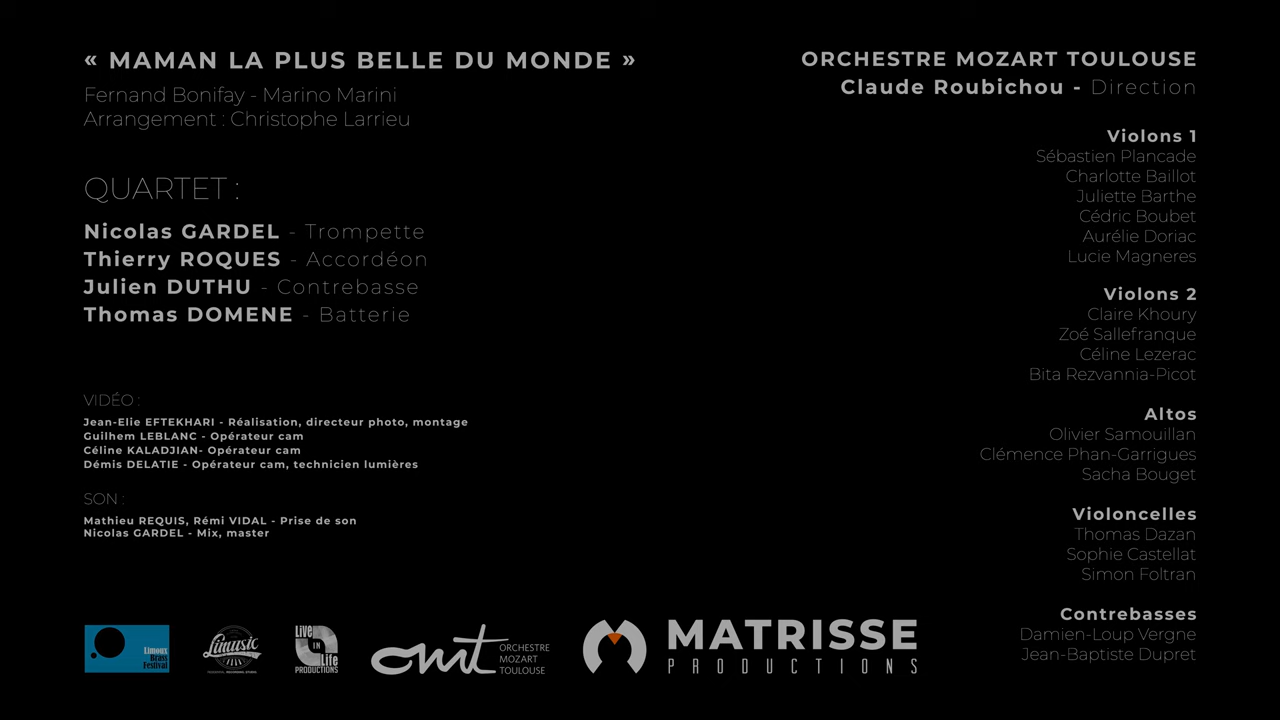 « MAMAN LA PLUS BELLE DU MONDE »
Fernand Bonifay - Marino Marini
Arrangement : Christophe Larrieu
QUARTET :
Nicolas GARDEL - Trompette
Thierry ROQUES - Accordéon
Julien DUTHU - Contrebasse
Thomas DOMENE - Batterie
VIDÉO :
Jean-Elie EFTEKHARI - Réalisation, directeur photo, montage
Guilhem LEBLANC - Opérateur cam
Céline KALADJIAN- Opérateur cam
Démis DELATIE - Opérateur cam, technicien lumières
SON :
Mathieu REQUIS, Rémi VIDAL - Prise de son
Nicolas GARDEL - Mix, master
ORCHESTRE MOZART TOULOUSE
Claude Roubichou - Direction
Violons 1
Sébastien Plancade
Charlotte Baillot
Juliette Barthe
Cédric Boubet
Aurélie Doriac
Lucie Magneres
Violons 2
Claire Khoury
Zoé Sallefranque
Céline Lezerac
Bita Rezvannia-Picot
Altos
Olivier Samouillan
Clémence Phan-Garrigues
Sacha Bouget
Violoncelles
Thomas Dazan
Sophie Castellat
Simon Foltran
Contrebasses
Damien-Loup Vergne
Jean-Baptiste Dupret
Limoux
Brass
Festival
Limusic
RECORDING STUDIO
Live
IN
Life
PRODUCTIONS
omt
ORCHESTRE
MOZART
TOULOUSE
MATRISSE
PRODUCTIONS